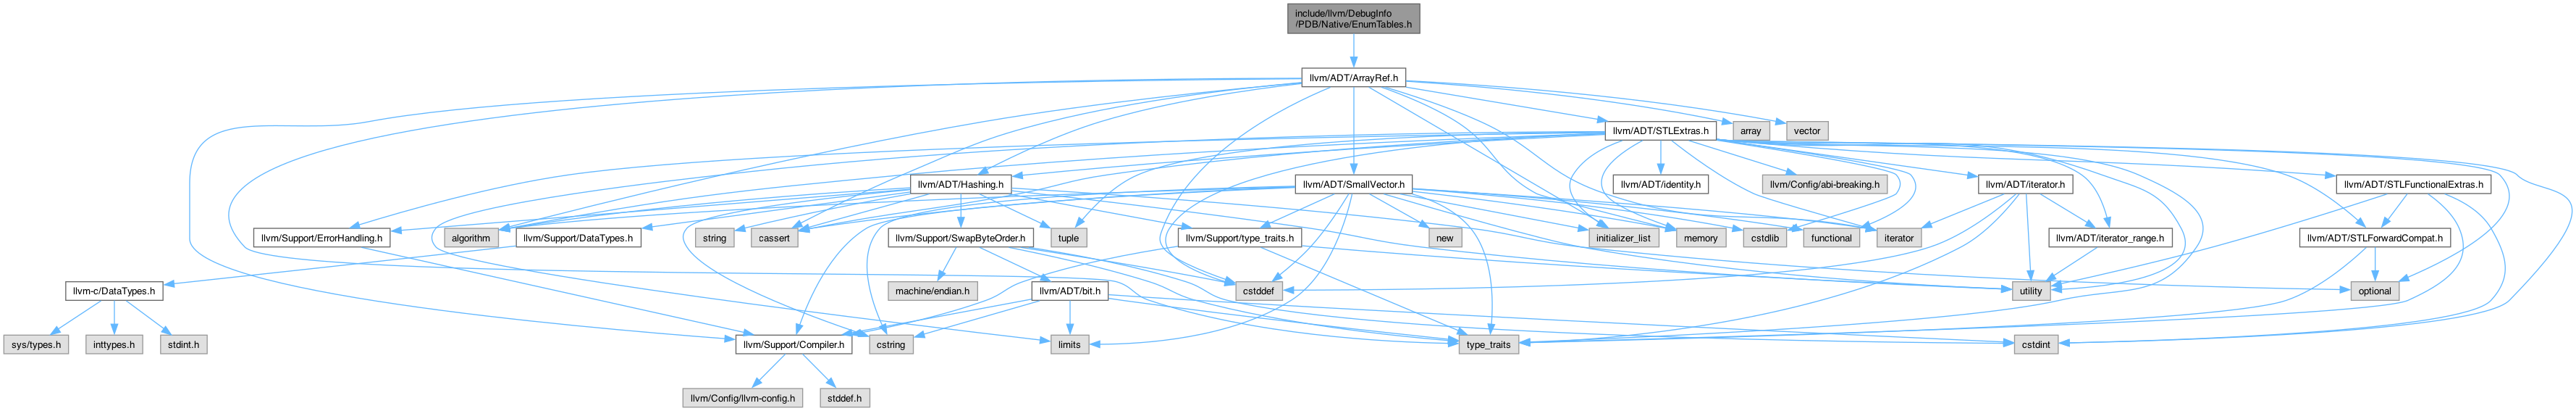 include/llvm/DebugInfo
/PDB/Native/EnumTables.h
llvm/ADT/ArrayRef.h
llvm/ADT/STLExtras.h
array
vector
llvm/ADT/Hashing.h
llvm/ADT/SmallVector.h
llvm/ADT/identity.h
llvm/Config/abi-breaking.h
llvm/ADT/iterator.h
llvm/ADT/STLFunctionalExtras.h
llvm/Support/ErrorHandling.h
algorithm
llvm/Support/DataTypes.h
string
cassert
llvm/Support/SwapByteOrder.h
tuple
llvm/Support/type_traits.h
new
initializer_list
memory
cstdlib
functional
iterator
llvm/ADT/iterator_range.h
llvm/ADT/STLForwardCompat.h
llvm-c/DataTypes.h
machine/endian.h
llvm/ADT/bit.h
cstddef
utility
optional
sys/types.h
inttypes.h
stdint.h
llvm/Support/Compiler.h
cstring
limits
type_traits
cstdint
llvm/Config/llvm-config.h
stddef.h